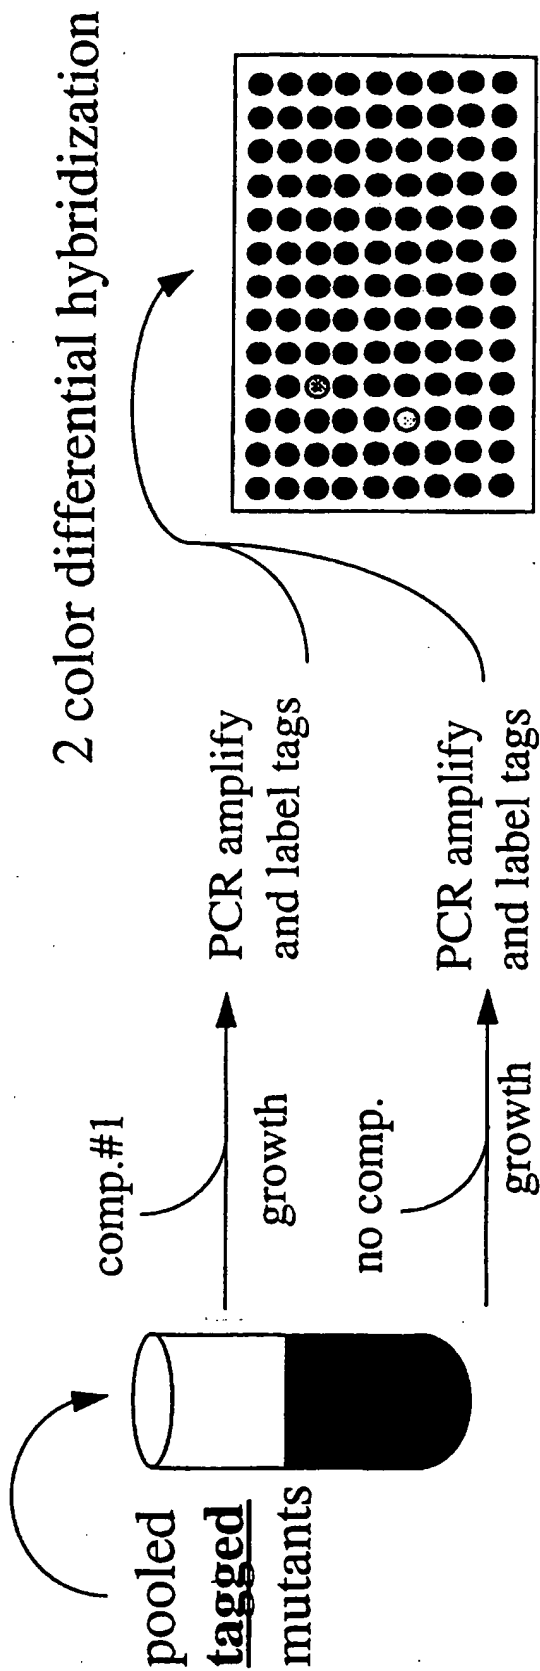 pooled
tagged
mutants
comp.#1
growth
no comp.
growth
PCR amplify
and label tags
PCR amplify
and label tags
2 color differential hybridization